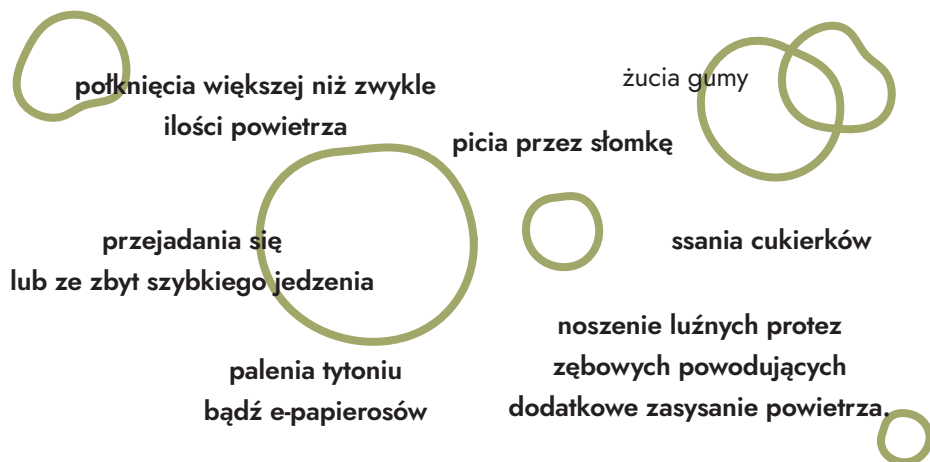 połknięcia większej niż zwykle
ilości powietrza
żucia gumy
picia przez słomkę
przejadania się
lub ze zbyt szybkiego jedzenia
ssania cukierków
palenia tytoniu
bądź e-papierosów
noszenie luźnych protez
zębowych powodujących
dodatkowe zasysanie powietrza.